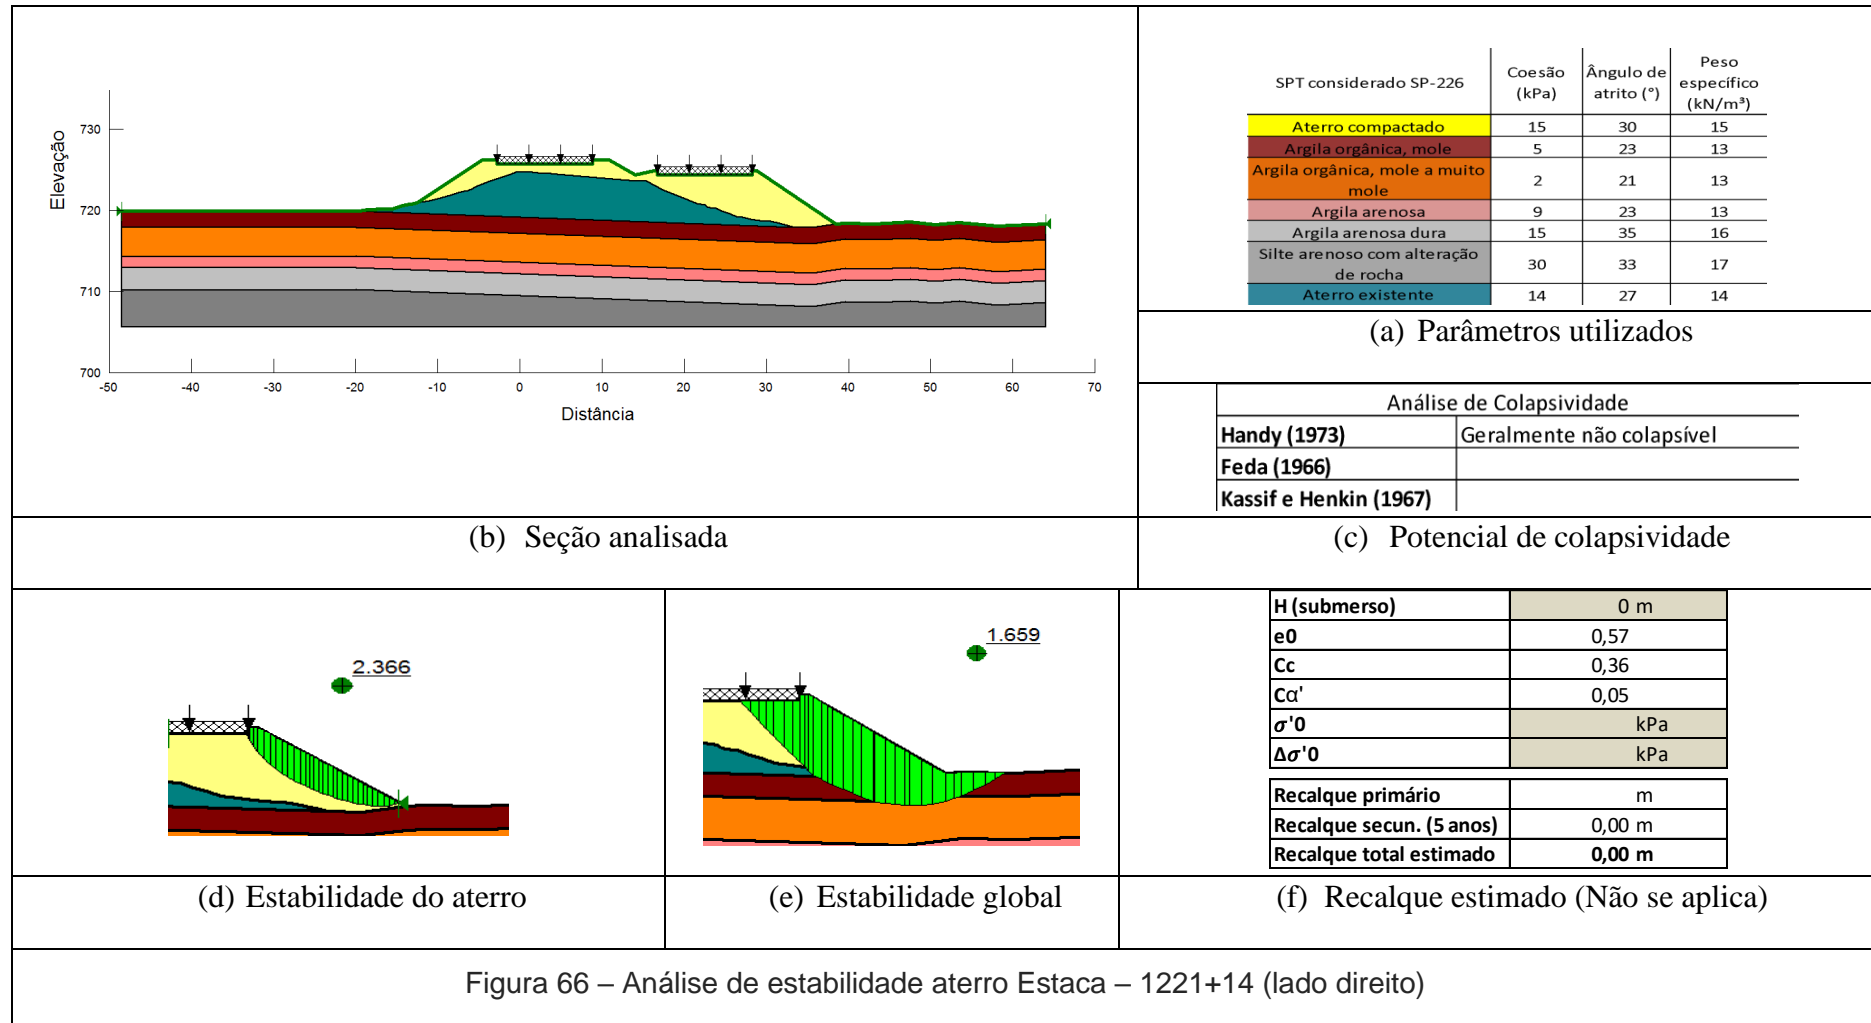 Elevação
730
720
710
700
-50 -40 -30 -20 -10 0 10 20 30 40 50 60 70
Distância
(b) Seção analisada
SPT considerado SP-226 Coesão (kPa) Ângulo de atrito (°) Peso específico (kN/m³)
Aterro compactado 15 30 15
Argila orgânica, mole 5 23 13
Argila orgânica, mole a muito mole 2 21 13
Argila arenosa 9 23 13
Argila arenosa dura 15 35 16
Silte arenoso com alteração de rocha 30 33 17
Aterro existente 14 27 14
(a) Parâmetros utilizados
Análise de Colapsividade
Handy (1973) Geralmente não colapsível
Feda (1966)
Kassif e Henkin (1967)
(c) Potencial de colapsividade
2.366
(d) Estabilidade do aterro
1.659
(e) Estabilidade global
H (submerso) 0 m
e0 0,57
Cc 0,36
Cα' 0,05
σ'0 kPa
Δσ'0 kPa
Recalque primário m
Recalque secun. (5 anos) 0,00 m
Recalque total estimado 0,00 m
(f) Recalque estimado (Não se aplica)
Figura 66 – Análise de estabilidade aterro Estaca – 1221+14 (lado direito)